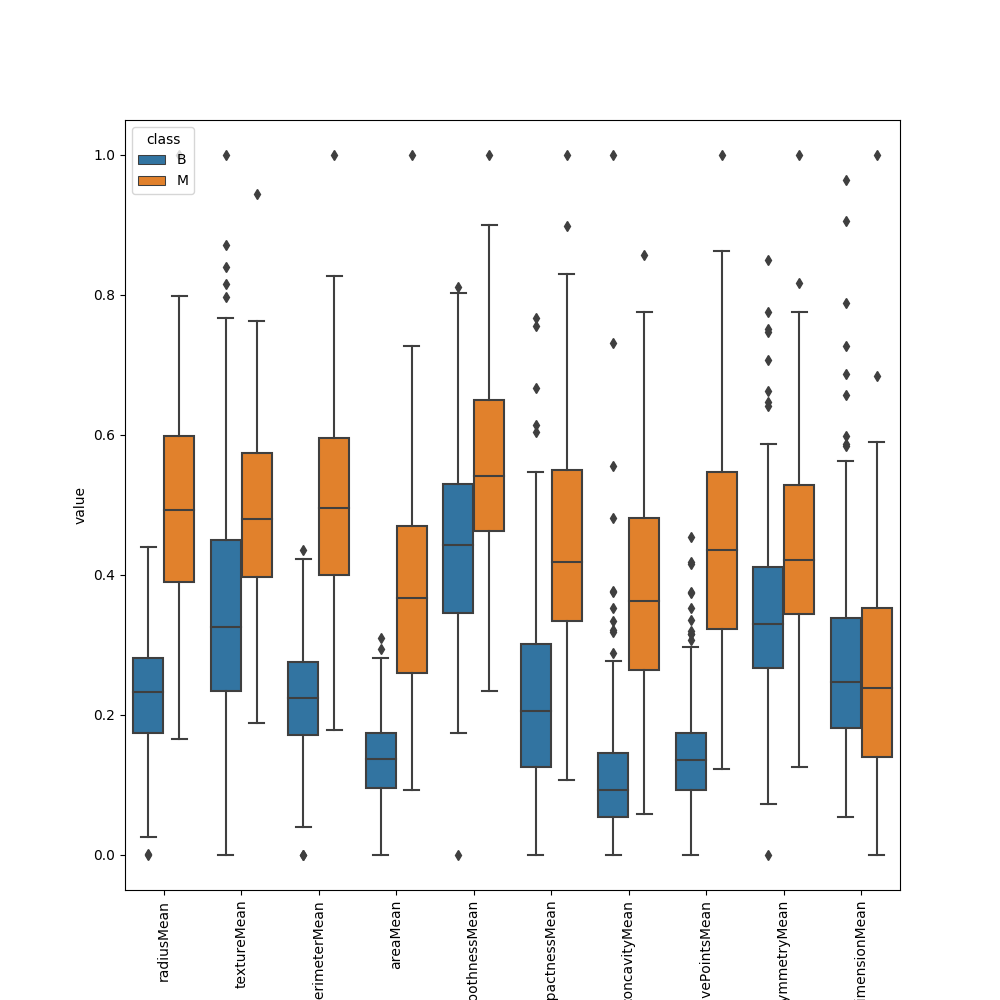 class
B
M
1.0
0.8
0.6
0.4
0.2
0.0
value
radiusMean
textureMean
erimeterMean
areaMean
oothnessMean
pactnessMean
oncavityMean
vePointsMean
ymmetryMean
imensionMean